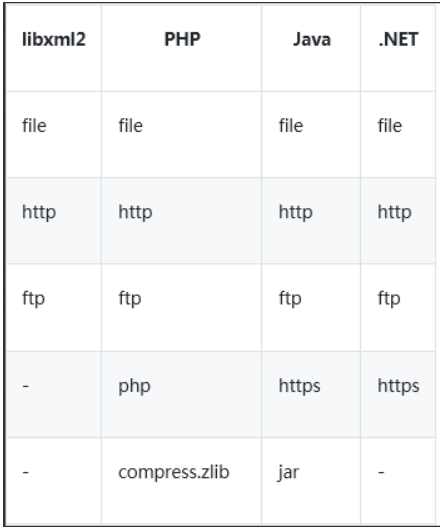 libxml2 PHP Java .NET
file file file file
http http http http
ftp ftp ftp ftp
- php https https
- compress.zlib jar -